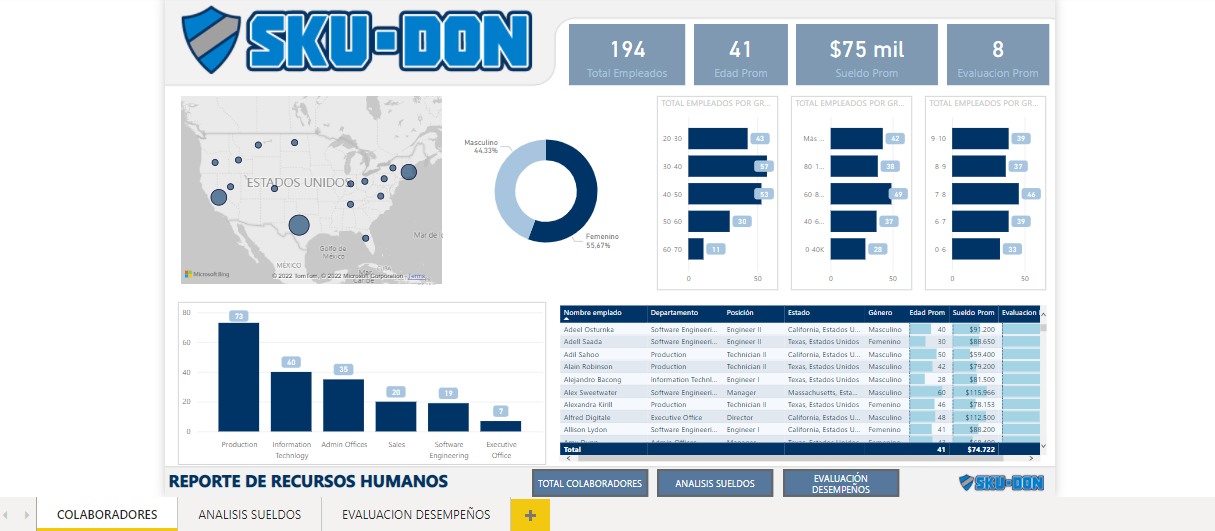 SKU-DON
194
Total Empleados
41
Edad Prom
$75 mil
Sueldo Prom
8
Evaluacion Prom
ESTADOS UNIDOS
Golfo de
México
MÉXICO
Mar de
Mar
Caribe
Microsoft Bing
© 2022 TomTom, © 2022 Microsoft Corporation Terms
Masculino
44,33%
Femenino
55,67%
TOTAL EMPLEADOS POR GR...
20-30
43
30-40
57
40-50
53
50-60
30
60-70
11
0
50
TOTAL EMPLEADOS POR GR...
Más ...
42
80-1...
38
60-8...
49
40-6...
37
0-40K
28
0
50
TOTAL EMPLEADOS POR GR...
9-10
39
8-9
37
7-8
46
6-7
39
0-6
33
0
50
80
60
40
20
0
73
40
35
20
19
7
Production
Information
Technlogy
Admin Offices
Sales
Software
Engineering
Executive
Office
Nombre emplado Departamento Posición Estado Género Edad Prom Sueldo Prom Evaluacion
Adeel Osturnka Software Engineeri... Engineer II California, Estados U... Masculino 40 $91.200
Adell Saada Software Engineeri... Engineer II Texas, Estados Unidos Femenino 30 $88.650
Adil Sahoo Production Technician II California, Estados U... Masculino 50 $59.400
Alain Robinson Production Technician II Texas, Estados Unidos Masculino 42 $79.200
Alejandro Bacong Information Technl... Engineer I Texas, Estados Unidos Masculino 28 $81.500
Alex Sweetwater Software Engineeri... Manager Massachusetts, Esta... Masculino 60 $115.966
Alexandra Kirill Production Technician II Texas, Estados Unidos Femenino 46 $78.153
Alfred Digitale Executive Office Director California, Estados U... Masculino 48 $112.500
Allison Lydon Software Engineeri... Engineer I California, Estados U... Femenino 41 $88.200
Total 41 $74.722
REPORTE DE RECURSOS HUMANOS
TOTAL COLABORADORES
ANALISIS SUELDOS
EVALUACIÓN
DESEMPEÑOS
SKU-DON
COLABORADORES
ANALISIS SUELDOS
EVALUACION DESEMPEÑOS
+